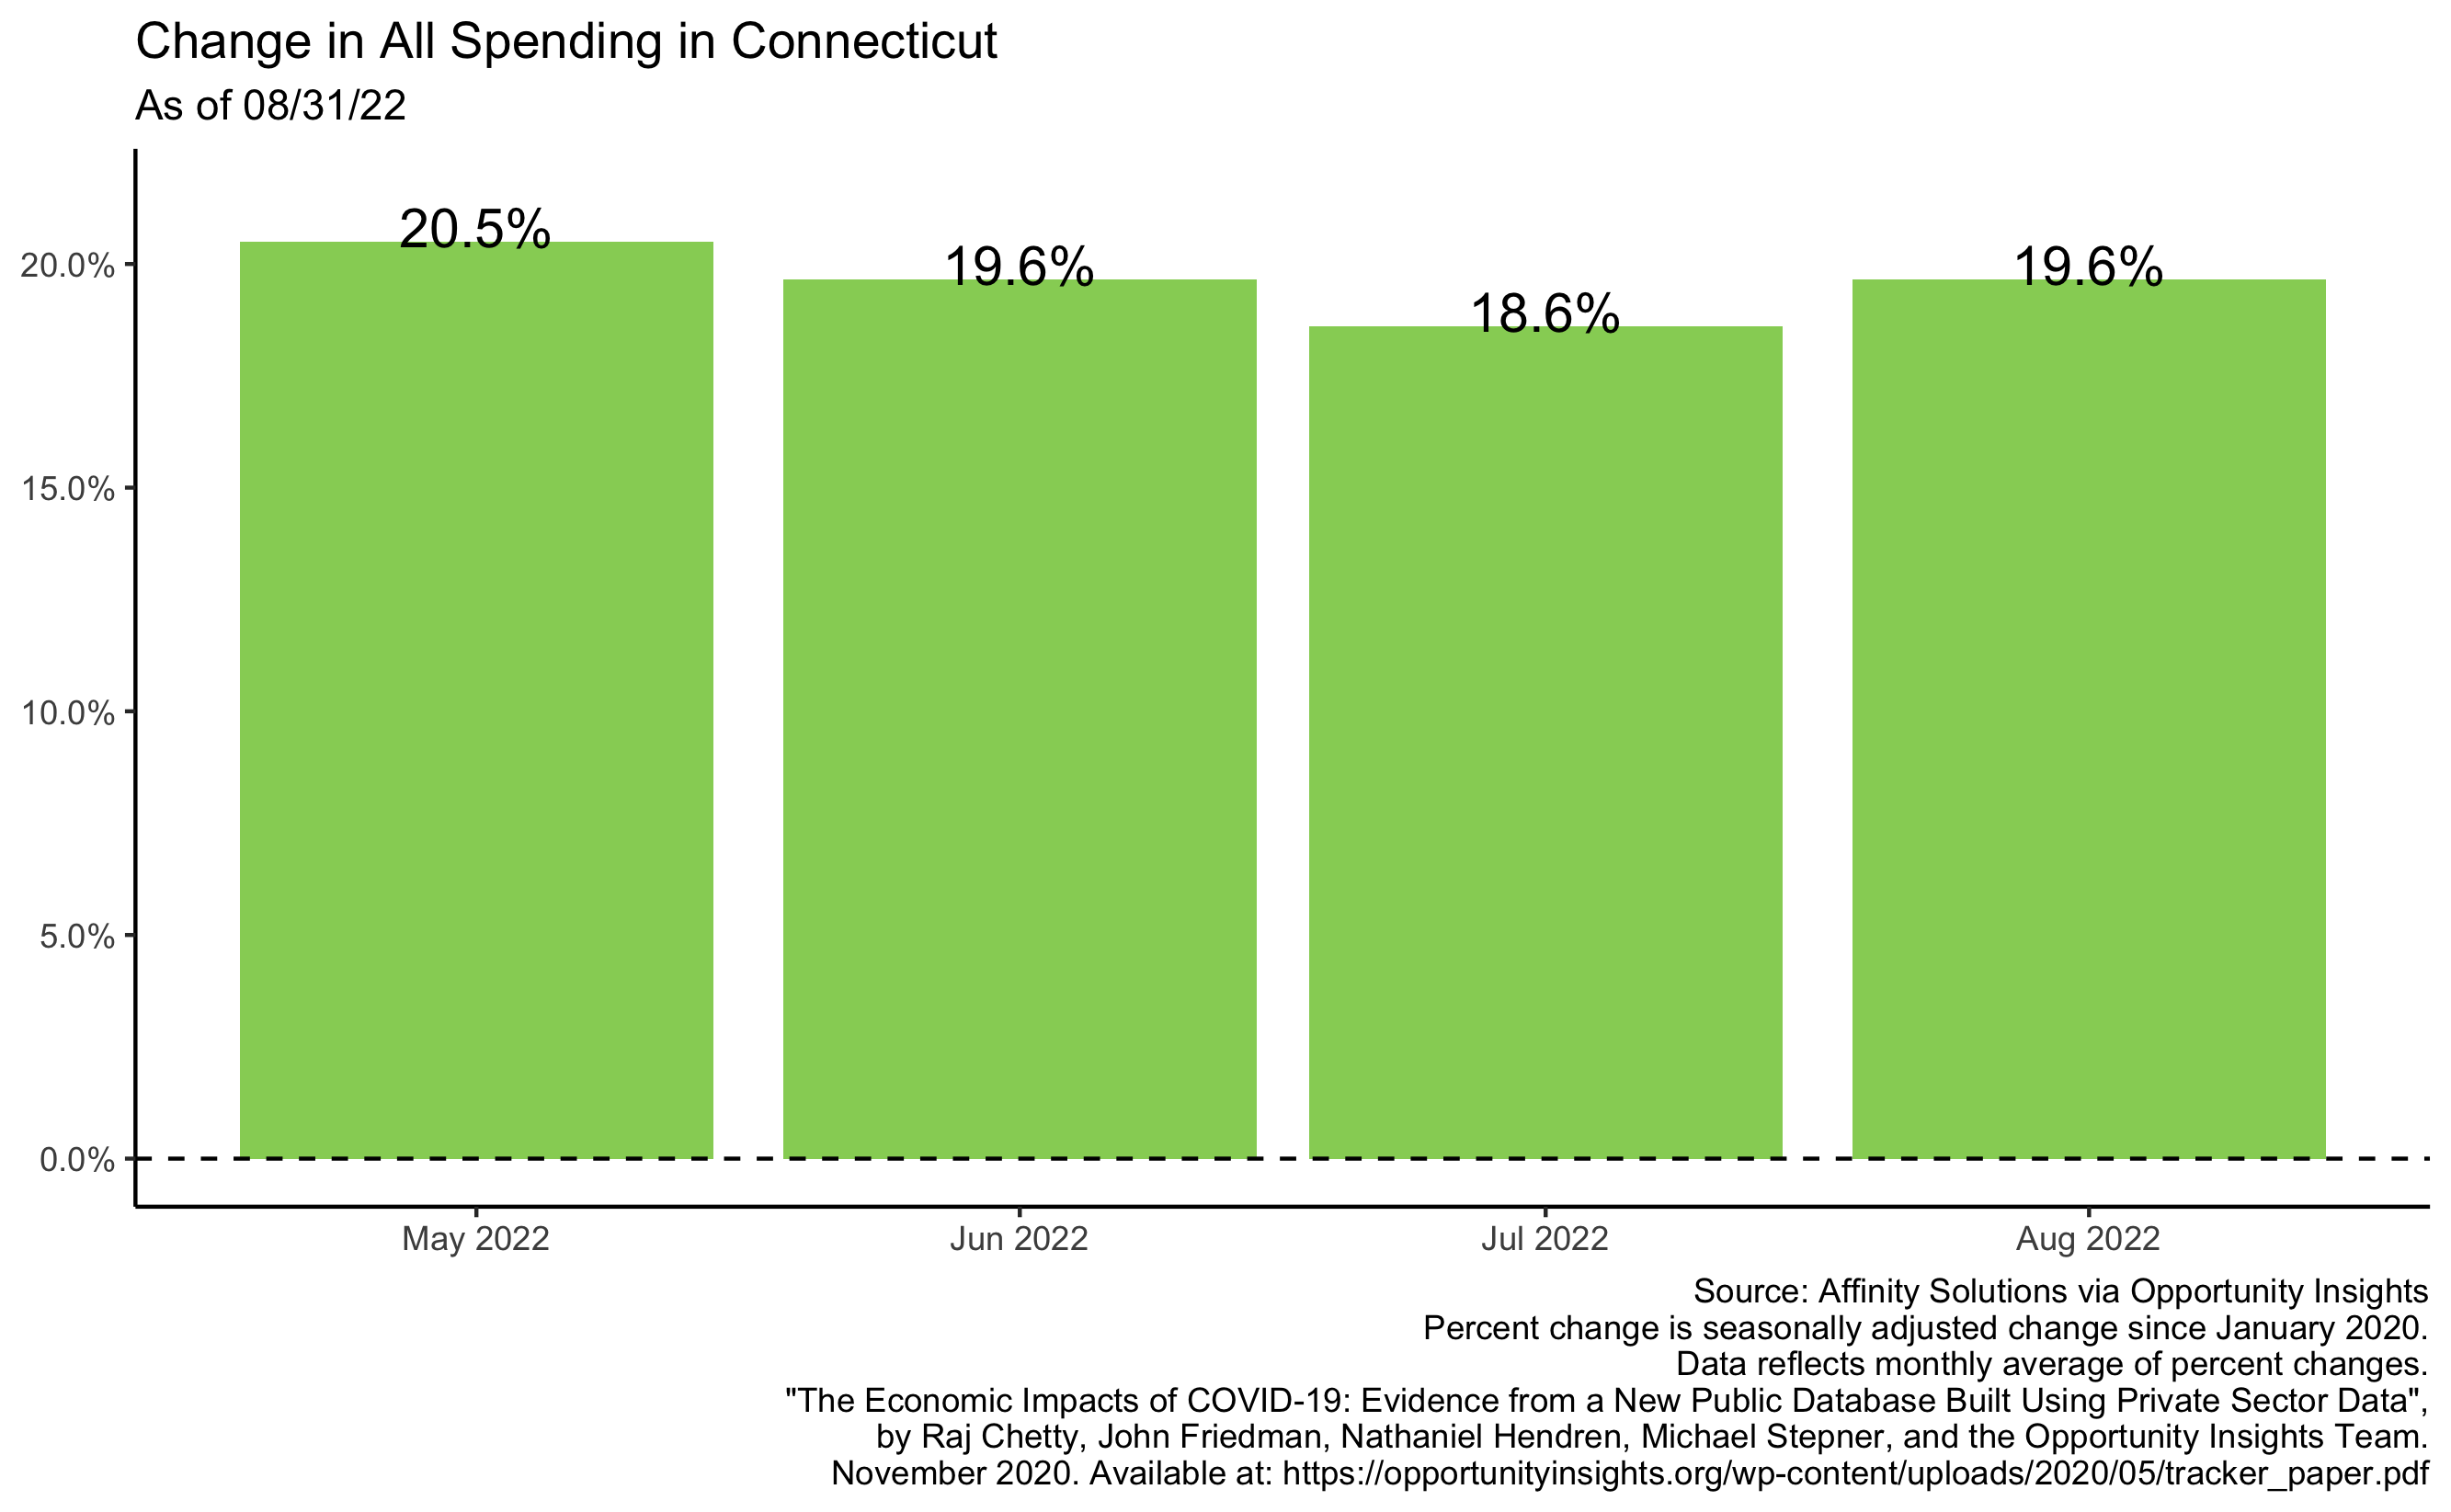 Change in All Spending in Connecticut
As of 08/31/22
20.5%
19.6%
18.6%
19.6%
20.0%
15.0%
10.0%
5.0%
0.0%
May 2022
Jun 2022
Jul 2022
Aug 2022
Source: Affinity Solutions via Opportunity Insights
Percent change is seasonally adjusted change since January 2020.
Data reflects monthly average of percent changes.
"The Economic Impacts of COVID-19: Evidence from a New Public Database Built Using Private Sector Data",
by Raj Chetty, John Friedman, Nathaniel Hendren, Michael Stepner, and the Opportunity Insights Team.
November 2020. Available at: https://opportunityinsights.org/wp-content/uploads/2020/05/tracker_paper.pdf